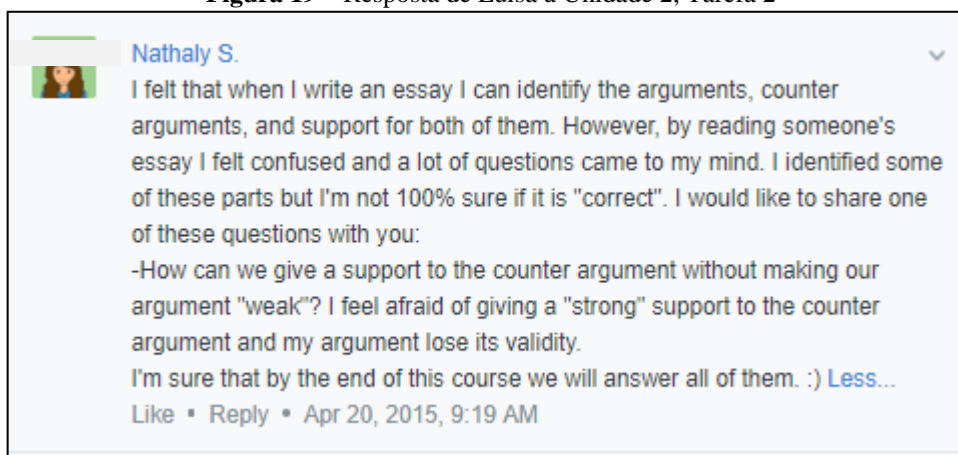 Figura 19 – Resposta de Luísa à Unidade 2, Tarefa 2
Nathaly S.
I felt that when I write an essay I can identify the arguments, counter
arguments, and support for both of them. However, by reading someone's
essay I felt confused and a lot of questions came to my mind. I identified some
of these parts but I'm not 100% sure if it is "correct". I would like to share one
of these questions with you:
-How can we give a support to the counter argument without making our
argument "weak"? I feel afraid of giving a "strong" support to the counter
argument and my argument lose its validity.
I'm sure that by the end of this course we will answer all of them. :) Less...
Like ▪ Reply ▪ Apr 20, 2015, 9:19 AM